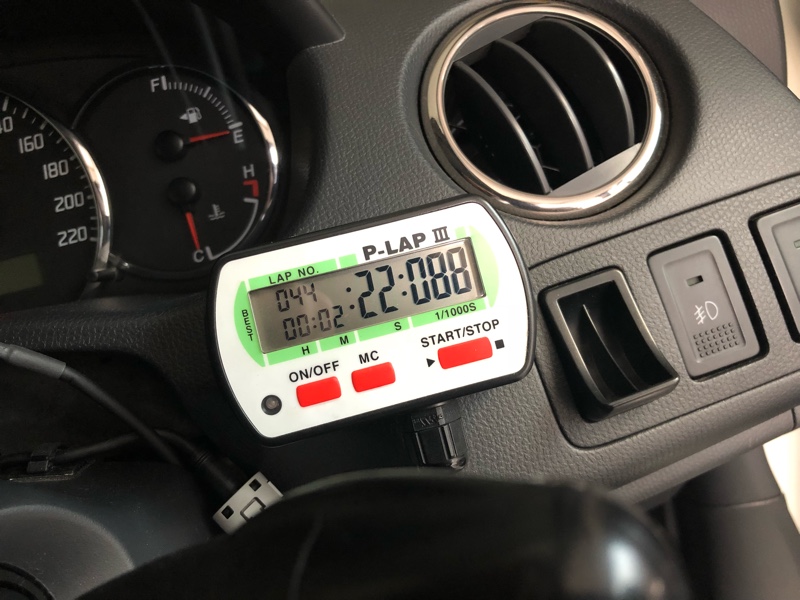 F
E
H
C
160
180
200
220
P-LAP III
LAP NO.
044
:22:088
00:02
BEST
H M S 1/1000S
ON/OFF MC START/STOP